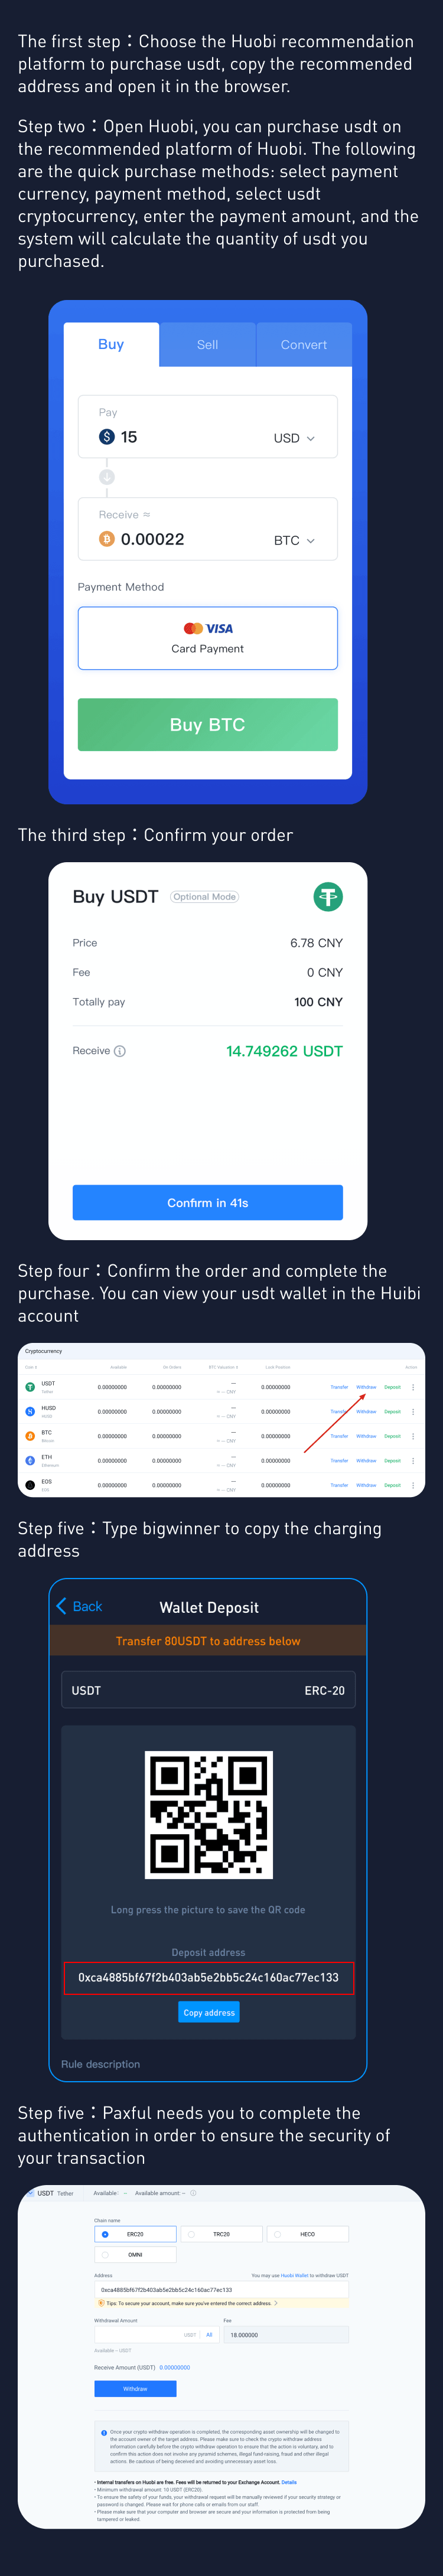 The first step：Choose the Huobi recommendation
platform to purchase usdt, copy the recommended
address and open it in the browser.
Step two：Open Huobi, you can purchase usdt on
the recommended platform of Huobi. The following
are the quick purchase methods: select payment
currency, payment method, select usdt
cryptocurrency, enter the payment amount, and the
system will calculate the quantity of usdt you
purchased.
Buy Sell Convert
Pay
15 USD
Receive ≈
0.00022 BTC
Payment Method
VISA
Card Payment
Buy BTC
The third step：Confirm your order
Buy USDT (Optional Mode)
Price 6.78 CNY
Fee 0 CNY
Totally pay 100 CNY
Receive 14.749262 USDT
Confirm in 41s
Step four：Confirm the order and complete the
purchase. You can view your usdt wallet in the Huibi
account
Cryptocurrency
Coin Available On Orders BTC Valuation Lock Position Action
USDT
Tether 0.00000000 0.00000000 --
≈ -- CNY 0.00000000 Transfer Withdraw Deposit
HUSD
HUSD 0.00000000 0.00000000 --
≈ -- CNY 0.00000000 Transfer Withdraw Deposit
BTC
Bitcoin 0.00000000 0.00000000 --
≈ -- CNY 0.00000000 Transfer Withdraw Deposit
ETH
Ethereum 0.00000000 0.00000000 --
≈ -- CNY 0.00000000 Transfer Withdraw Deposit
EOS
EOS 0.00000000 0.00000000 --
≈ -- CNY 0.00000000 Transfer Withdraw Deposit
Step five：Type bigwinner to copy the charging
address
Back Wallet Deposit
Transfer 80USDT to address below
USDT ERC-20
Long press the picture to save the QR code
Deposit address
0xca4885bf67f2b403ab5e2bb5c24c160ac77ec133
Copy address
Rule description
Step five：Paxful needs you to complete the
authentication in order to ensure the security of
your transaction
USDT Tether Available: -- Available amount: --
Chain name
ERC20 TRC20 HECO
OMNI
Address You may use Huobi Wallet to withdraw USDT
0xca4885bf67f2b403ab5e2bb5c24c160ac77ec133
Tips: To secure your account, make sure you've entered the correct address. >
Withdrawal Amount Fee
USDT | All 18.000000
Available -- USDT
Receive Amount (USDT) 0.00000000
Withdraw
Once your crypto withdraw operation is completed, the corresponding asset ownership will be changed to
the account owner of the target address. Please make sure to check the crypto withdraw address
information carefully before the crypto withdraw operation to ensure that the action is voluntary, and to
confirm this action does not involve any pyramid schemes, illegal fund-raising, fraud and other illegal
actions. Be cautious of being deceived and avoiding unnecessary asset loss.
· Internal transfers on Huobi are free. Fees will be returned to your Exchange Account. Details
· Minimum withdrawal amount: 10 USDT (ERC20).
· To ensure the safety of your funds, your withdrawal request will be manually reviewed if your security strategy or
password is changed. Please wait for phone calls or emails from our staff.
· Please make sure that your computer and browser are secure and your information is protected from being
tampered or leaked.